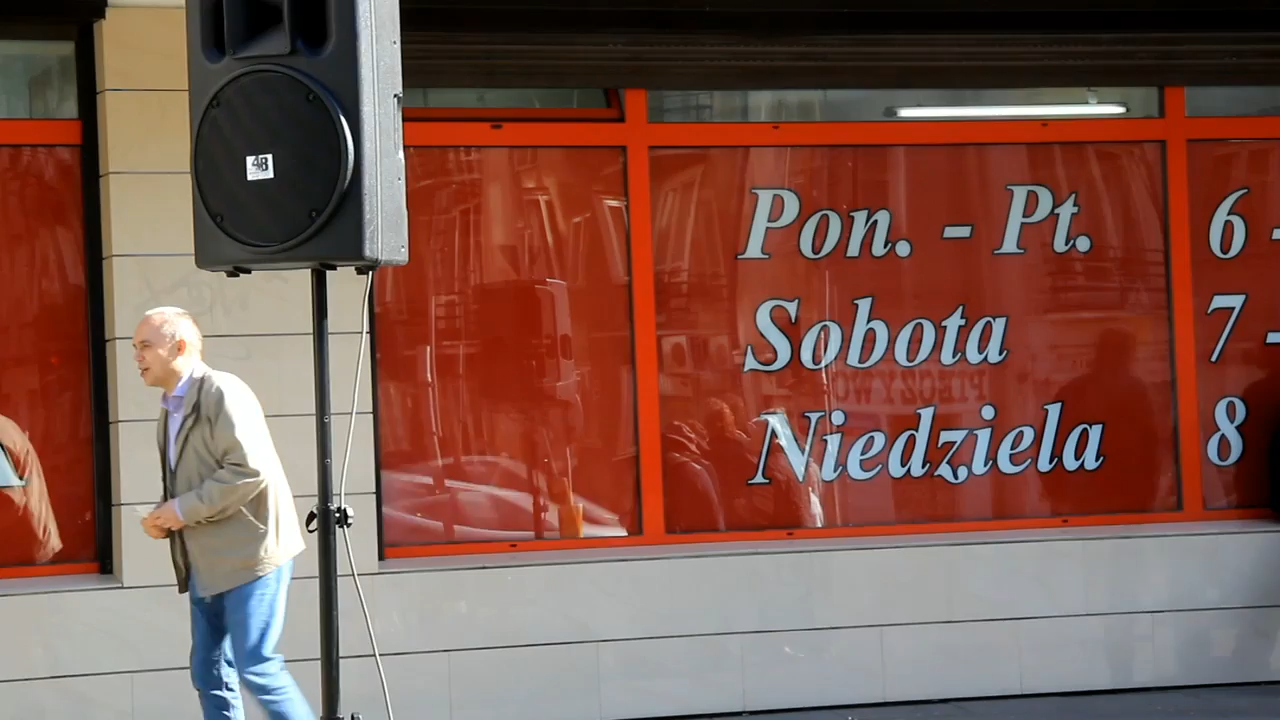 Pon. - Pt. 6 -
Sobota 7 -
Niedziela 8
4B